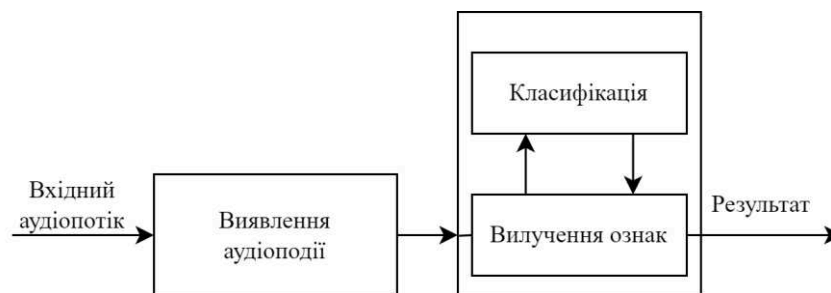 Вхідний
аудіопотік
Виявлення
аудіоподії
Класифікація
Вилучення ознак
Результат